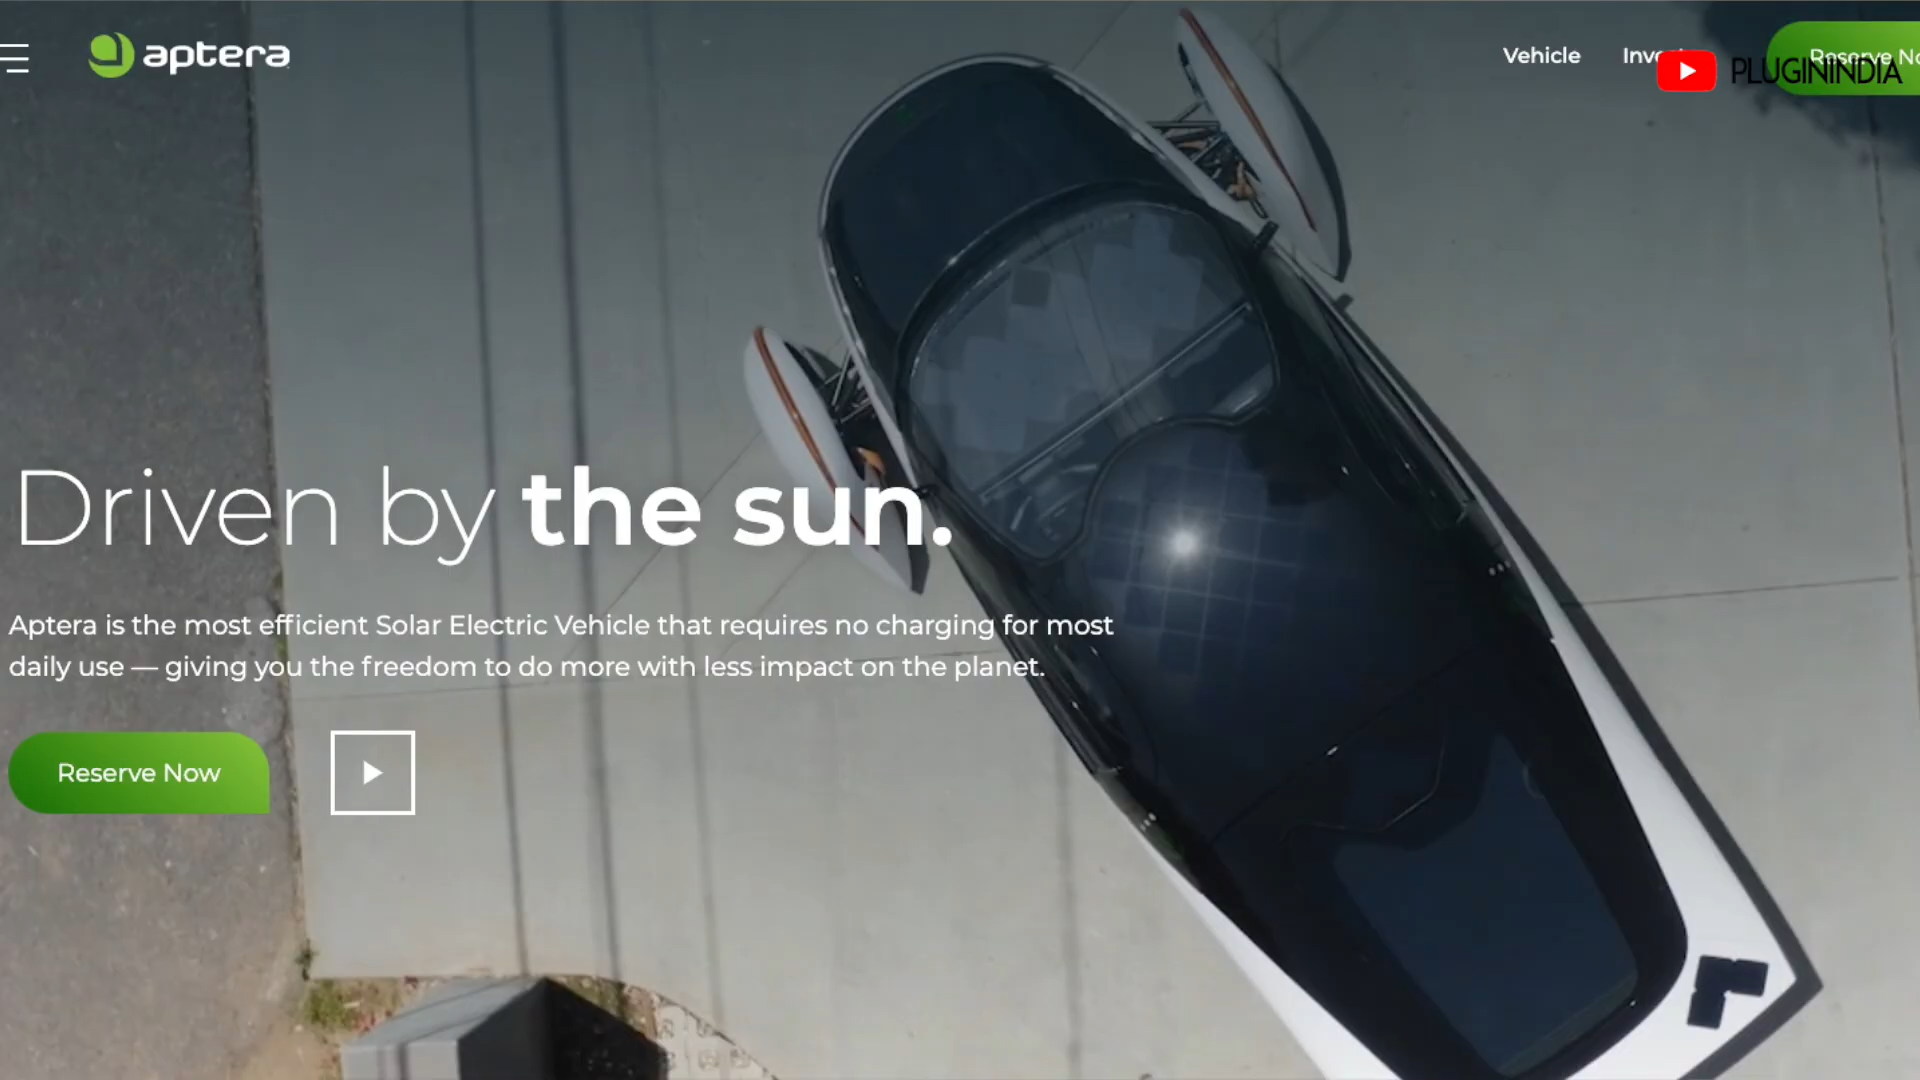 aptera
Vehicle
PLUGININDIA
Driven by the sun.
Aptera is the most efficient Solar Electric Vehicle that requires no charging for most
daily use — giving you the freedom to do more with less impact on the planet.
Reserve Now